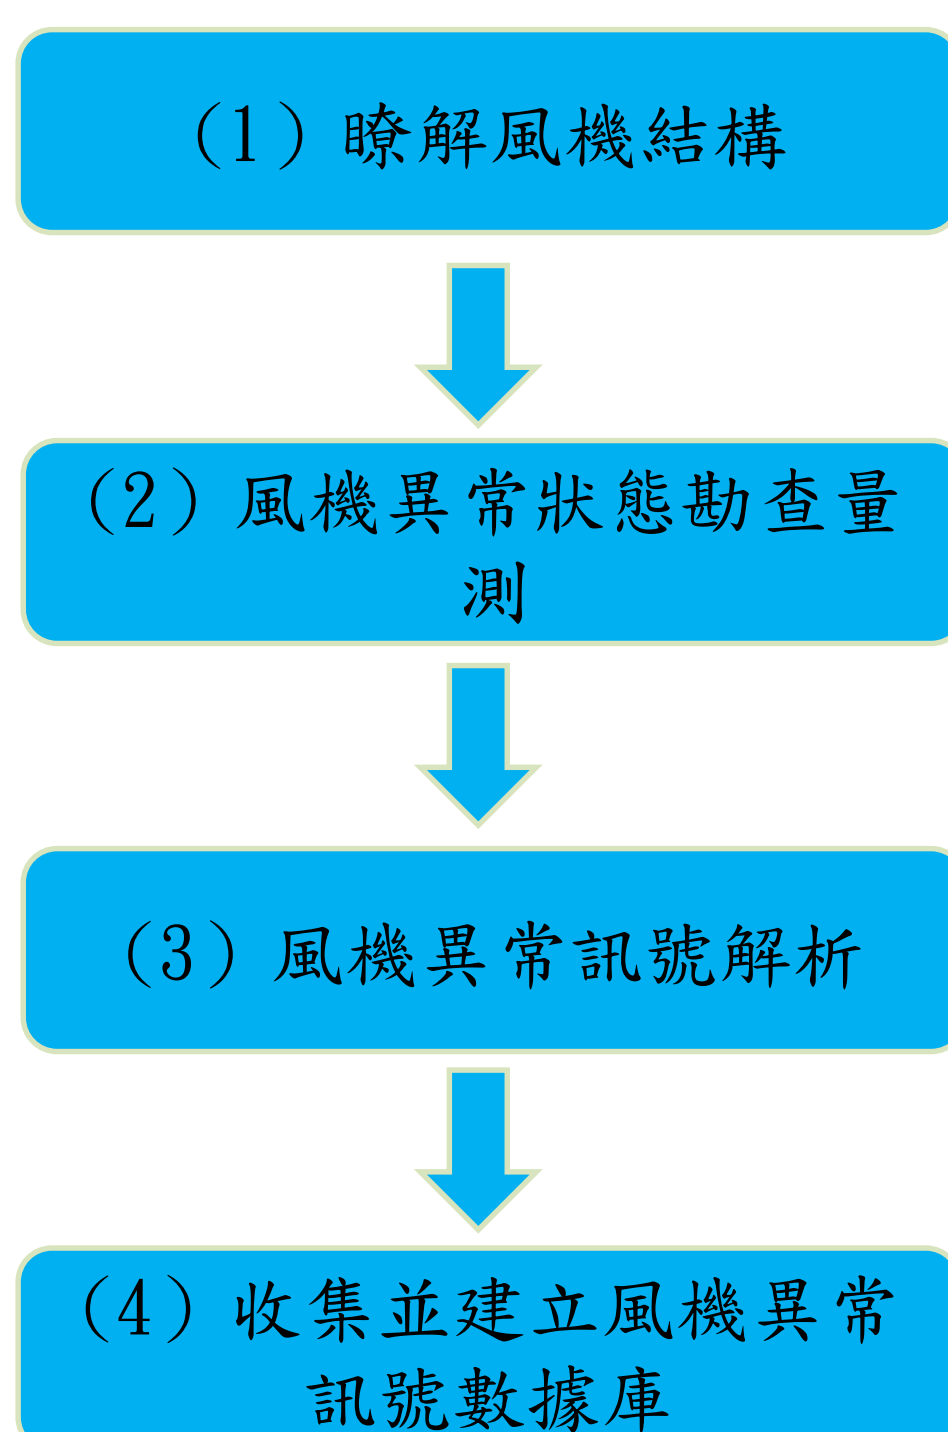 （1）瞭解風機結構
（2）風機異常狀態勘查量
測
（3）風機異常訊號解析
（4）收集並建立風機異常
訊號數據庫